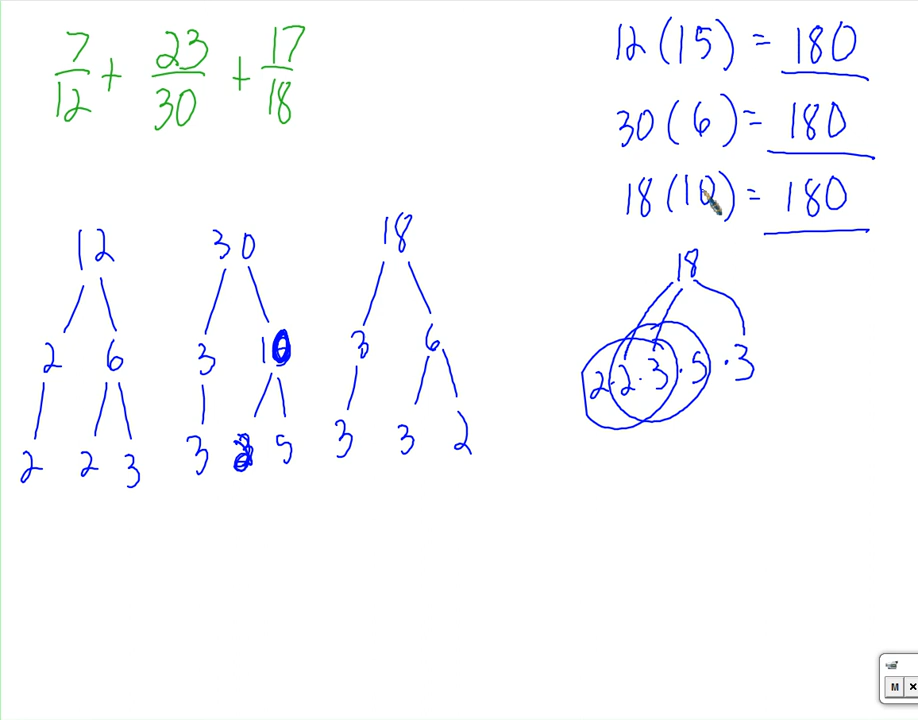 7/12 + 23/30 + 17/18
12 (15) = 180
30 (6) = 180
18 (10) = 180
12 30 18
18
2 6 3 10 3 6
2·2·3·5·3
2 2 3 3 5 3 3 2
M ×